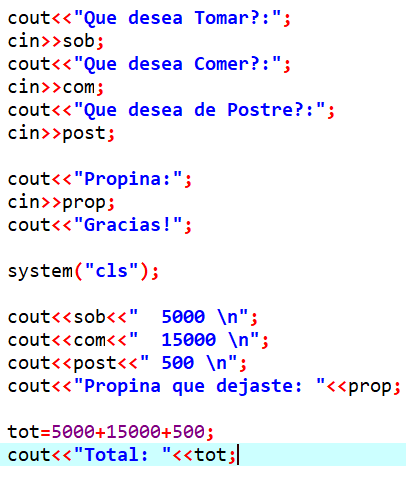 cout<<"Que desea Tomar?:";
cin>>sob;
cout<<"Que desea Comer?:";
cin>>com;
cout<<"Que desea de Postre?:";
cin>>post;
cout<<"Propina:";
cin>>prop;
cout<<"Gracias!";
system("cls");
cout<<sob<<"  5000 \n";
cout<<com<<"  15000 \n";
cout<<post<<" 500 \n";
cout<<"Propina que dejaste: "<<prop;
tot=5000+15000+500;
cout<<"Total: "<<tot;